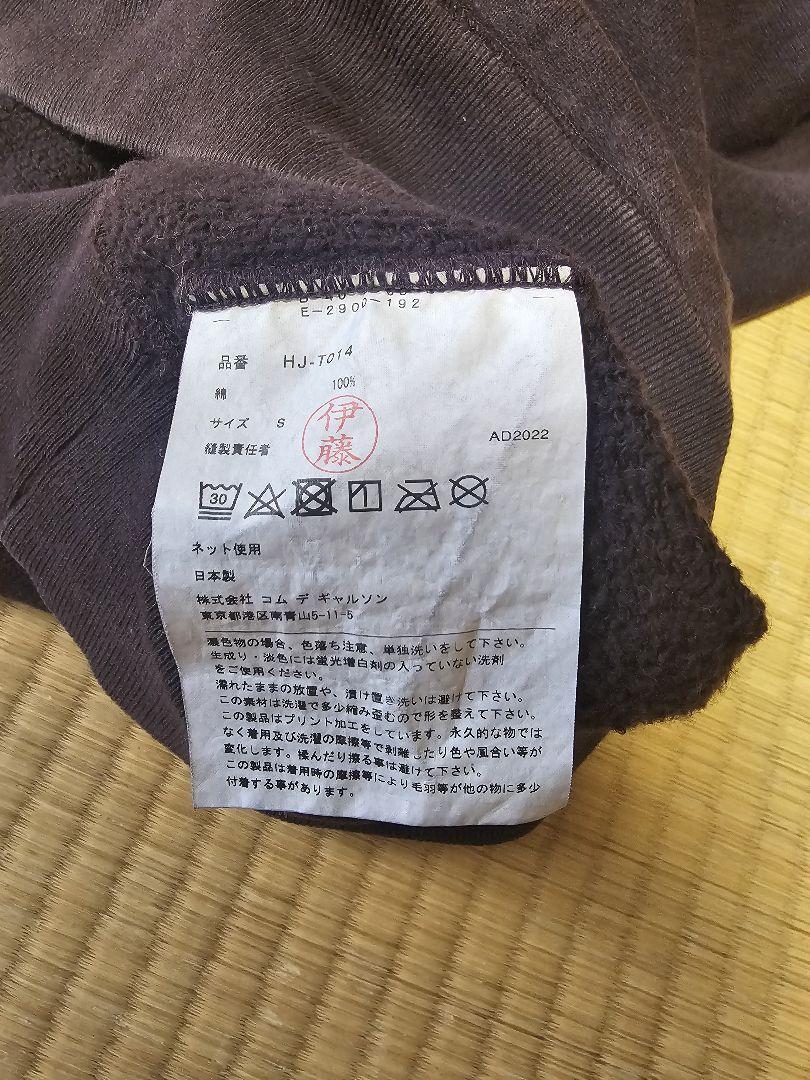 E-2900-192
品番 HJ-T014
綿 100%
サイズ S
縫製責任者 伊藤
AD2022
30
ネット使用
日本製
株式会社 コム デ ギャルソン
東京都港区南青山5-11-5
濃色物の場合、色落ち注意、単独洗いをして下さい。
生成り・淡色には蛍光増白剤の入っていない洗剤
をご使用ください。
濡れたままの放置や、漬け置き洗いは避けて下さい。
この素材は洗濯で多少縮み歪むので形を整えて下さい。
この製品はプリント加工をしています。永久的な物では
なく着用及び洗濯の摩擦等で剥離したり色や風合い等が
変化します。揉んだり擦る事は避けて下さい。
この製品は着用時の摩擦等により毛羽等が他の物に多少
付着する事があります。